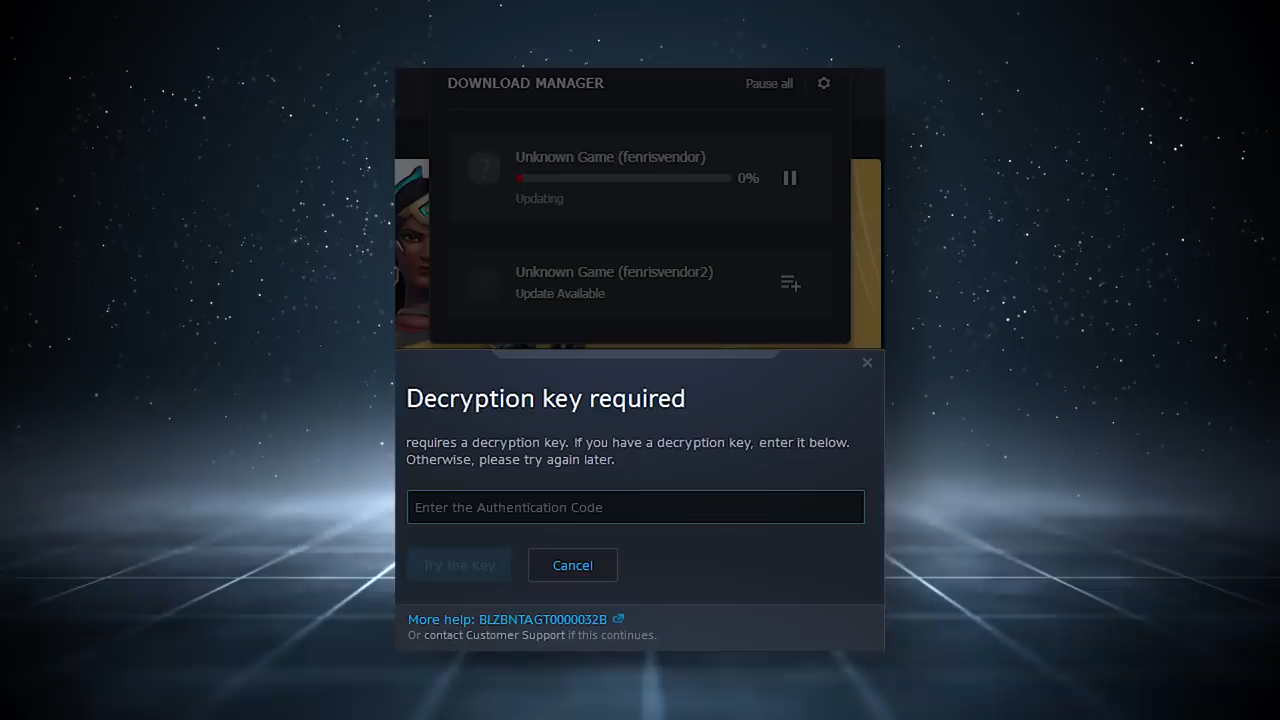 DOWNLOAD MANAGER
Pause all
Unknown Game (fenrisvendor)
0%
Updating
Unknown Game (fenrisvendor2)
Update Available
Decryption key required
requires a decryption key. If you have a decryption key, enter it below.
Otherwise, please try again later.
Enter the Authentication Code
Try the Key
Cancel
More help: BLZBNTAGT0000032B
Or contact Customer Support if this continues.